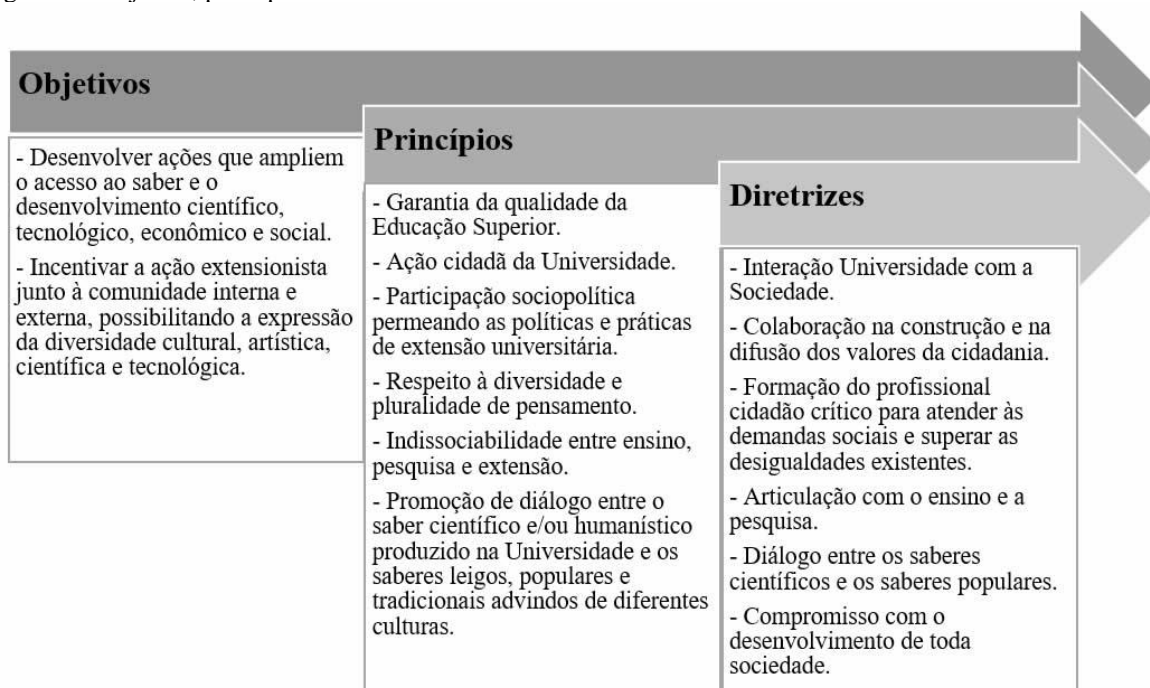 Objetivos
- Desenvolver ações que ampliem
o acesso ao saber e o
desenvolvimento científico,
tecnológico, econômico e social.
- Incentivar a ação extensionista
junto à comunidade interna e
externa, possibilitando a expressão
da diversidade cultural, artística,
científica e tecnológica.
Princípios
- Garantia da qualidade da
Educação Superior.
- Ação cidadã da Universidade.
- Participação sociopolítica
permeando as políticas e práticas
de extensão universitária.
- Respeito à diversidade e
pluralidade de pensamento.
- Indissociabilidade entre ensino,
pesquisa e extensão.
- Promoção de diálogo entre o
saber científico e/ou humanístico
produzido na Universidade e os
saberes leigos, populares e
tradicionais advindos de diferentes
culturas.
Diretrizes
- Interação Universidade com a
Sociedade.
- Colaboração na construção e na
difusão dos valores da cidadania.
- Formação do profissional
cidadão crítico para atender às
demandas sociais e superar as
desigualdades existentes.
- Articulação com o ensino e a
pesquisa.
- Diálogo entre os saberes
científicos e os saberes populares.
- Compromisso com o
desenvolvimento de toda
sociedade.